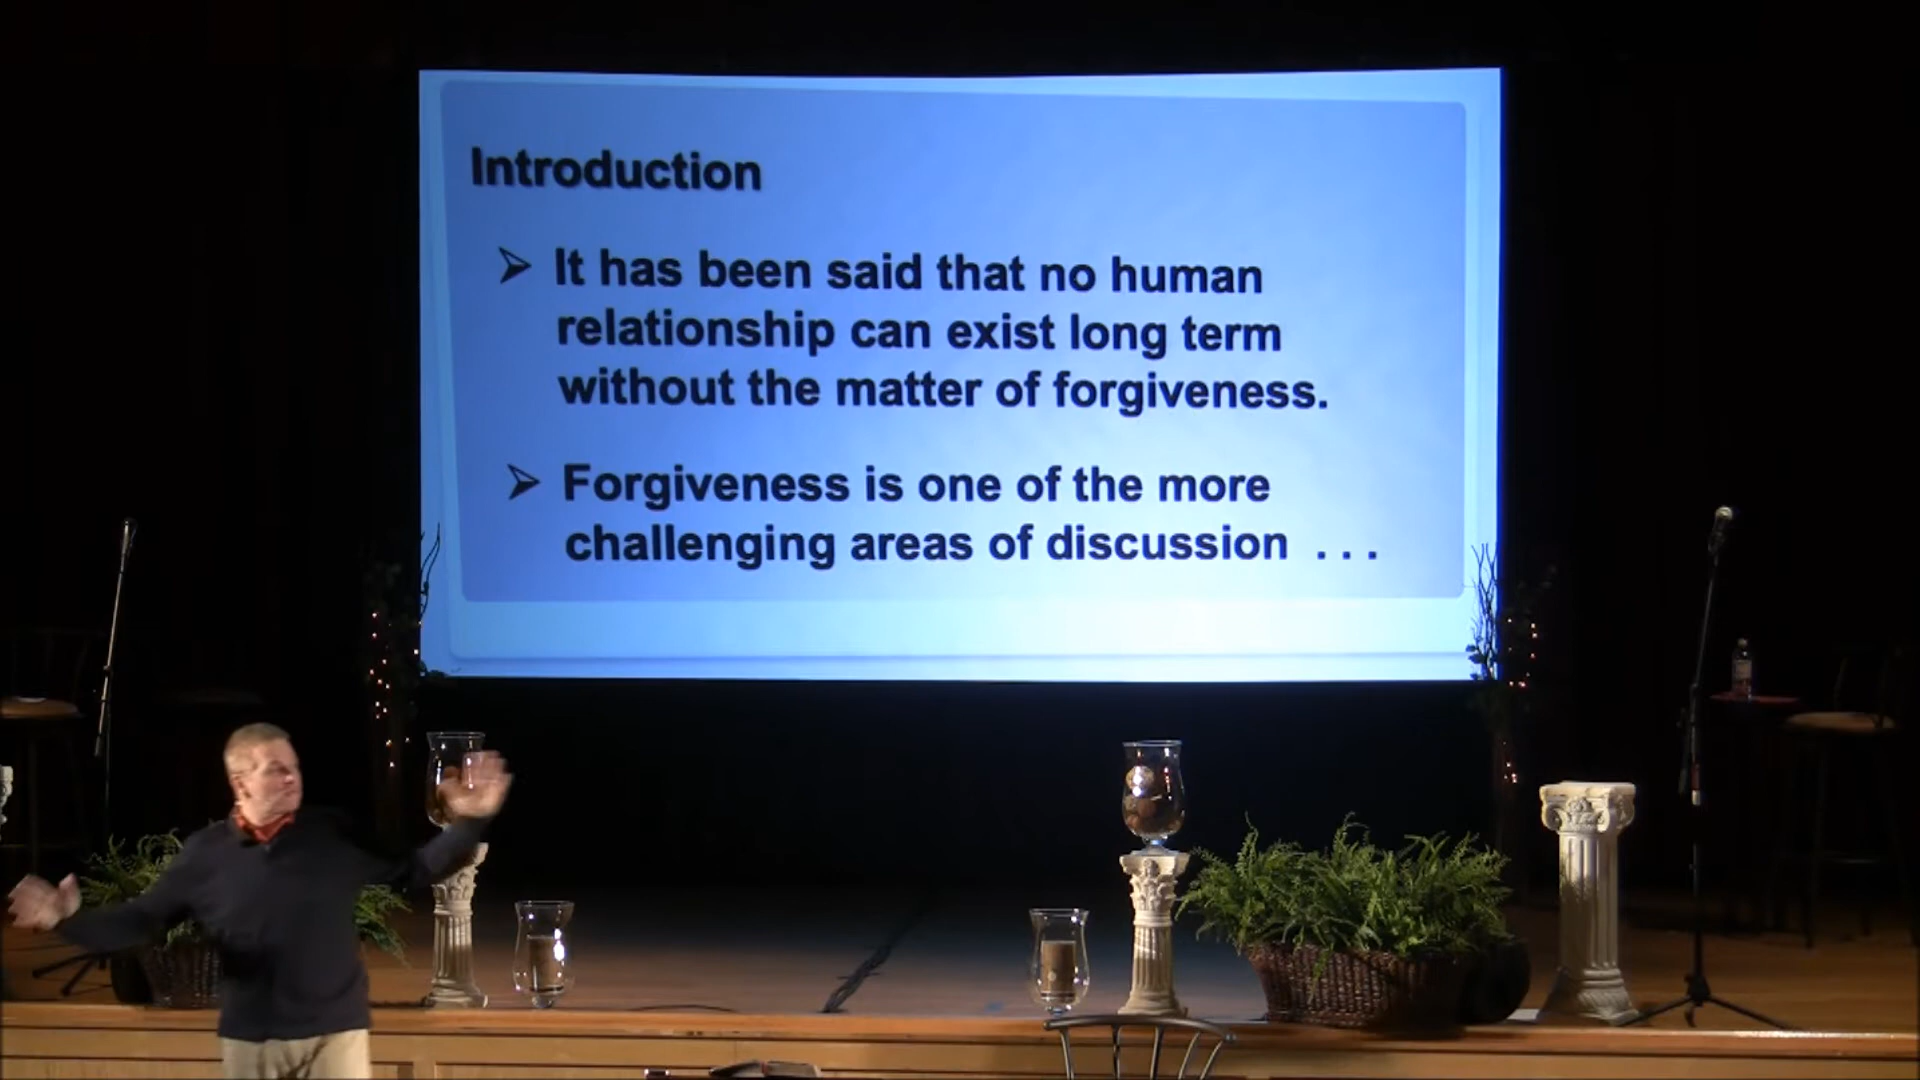 Introduction
➢ It has been said that no human
relationship can exist long term
without the matter of forgiveness.
➢ Forgiveness is one of the more
challenging areas of discussion . . .